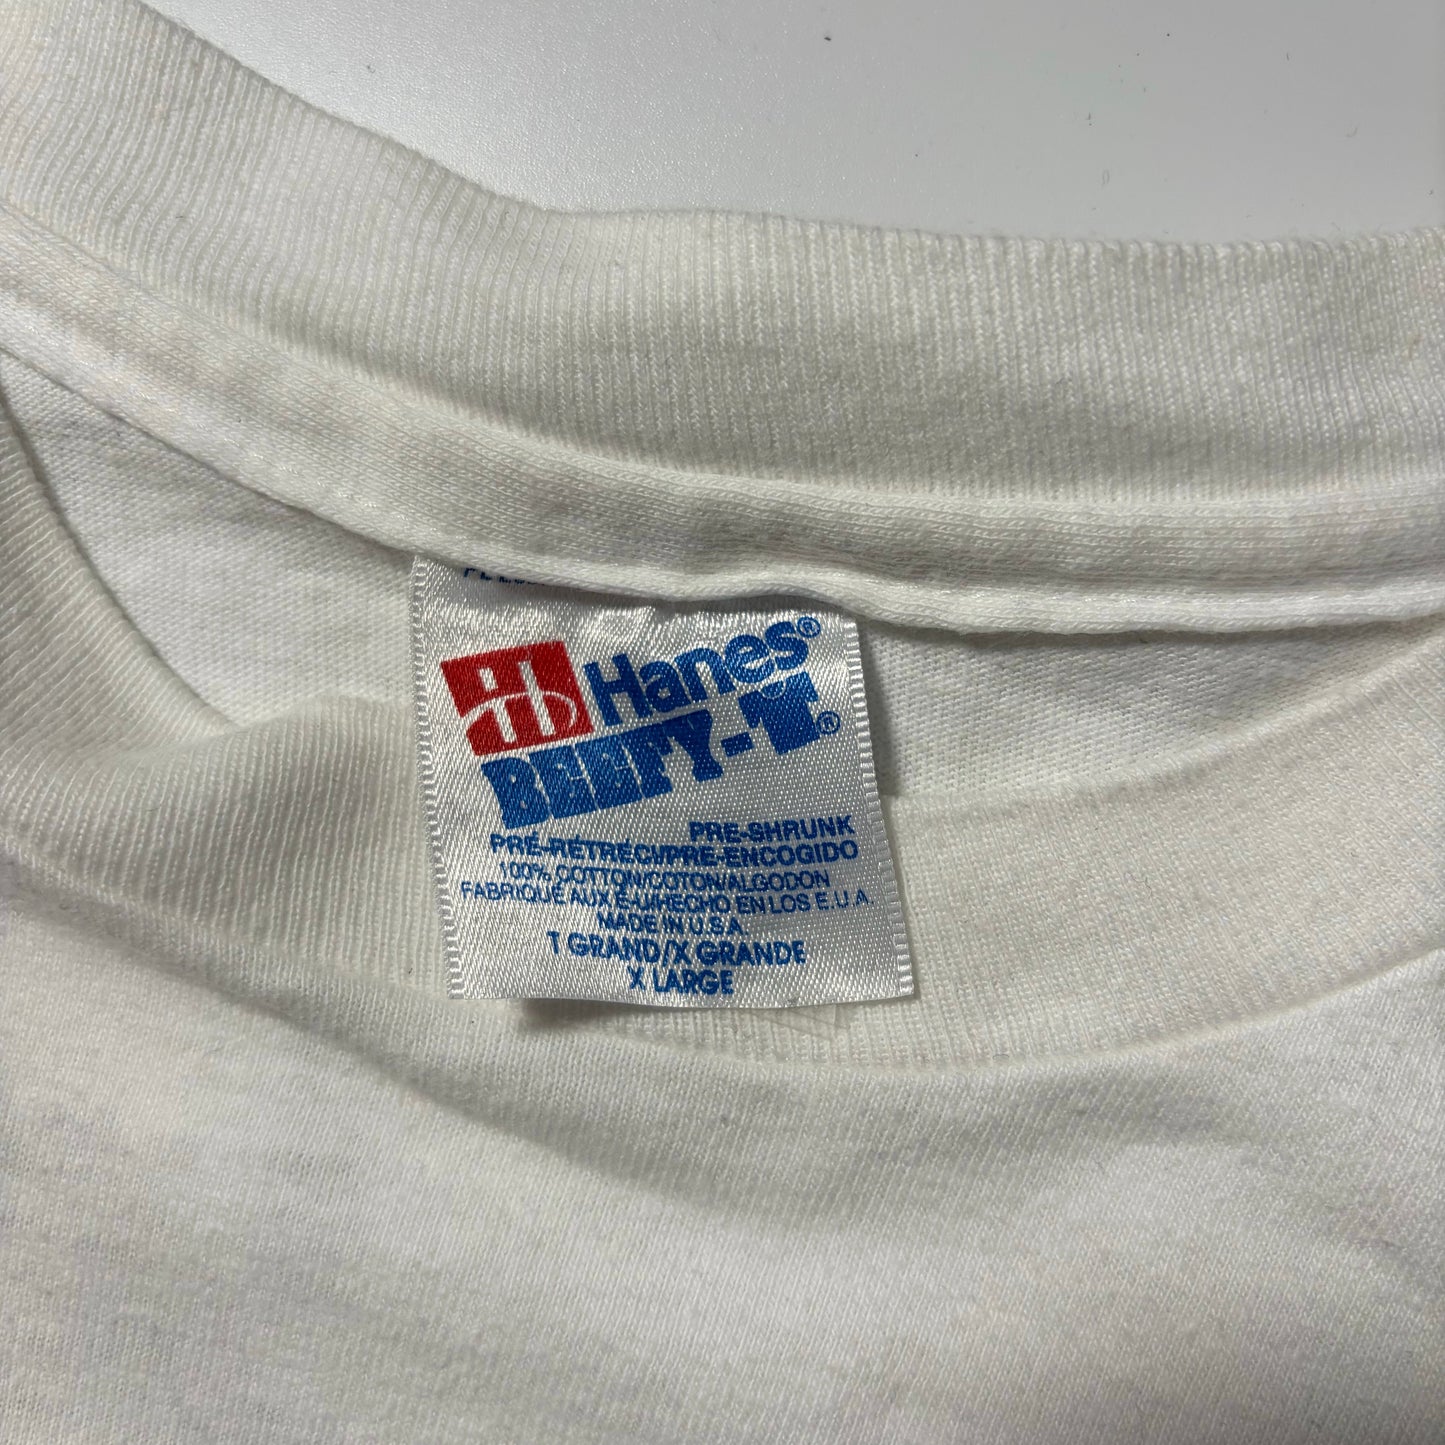 Hanes®
BEEFY-T®
PRE-SHRUNK
PRÉ-RÉTRÉCI/PRE-ENCOGIDO
100% COTTON/COTON/ALGODON
FABRIQUÉ AUX É-U/HECHO EN LOS E.U.A.
MADE IN U.S.A.
T GRAND/X GRANDE
X LARGE